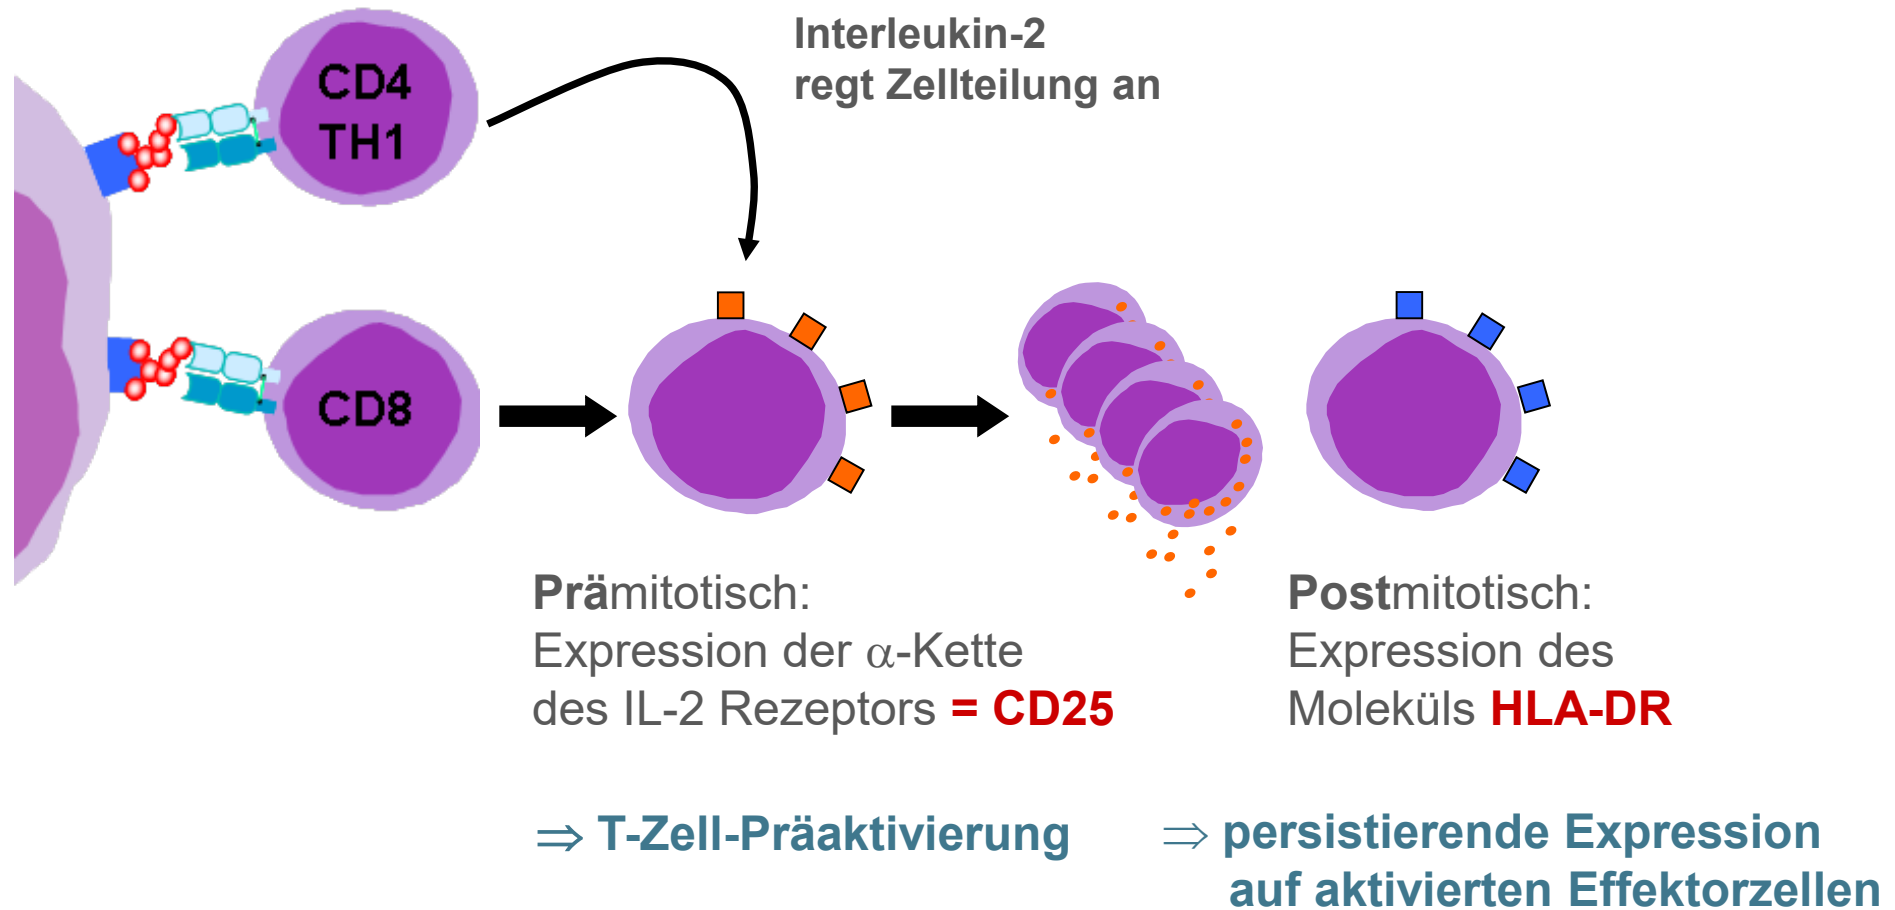 CD4
TH1
Interleukin-2
regt Zellteilung an
CD8
Prämitotisch:
Expression der α-Kette
des IL-2 Rezeptors = CD25
Postmitotisch:
Expression des
Moleküls HLA-DR
⇒ T-Zell-Präaktivierung
⇒ persistierende Expression
auf aktivierten Effektorzellen